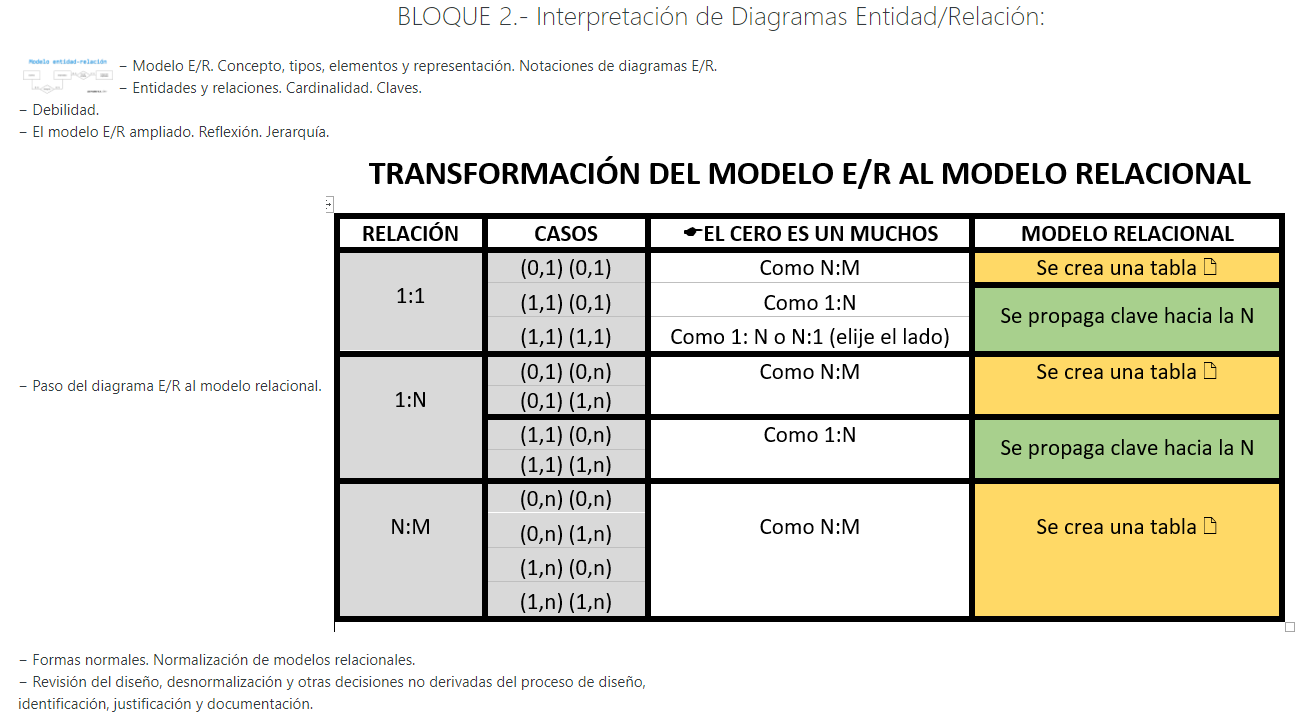 BLOQUE 2.- Interpretación de Diagramas Entidad/Relación:
Modelo entidad-relación
– Modelo E/R. Concepto, tipos, elementos y representación. Notaciones de diagramas E/R.
– Entidades y relaciones. Cardinalidad. Claves.
– Debilidad.
– El modelo E/R ampliado. Reflexión. Jerarquía.
TRANSFORMACIÓN DEL MODELO E/R AL MODELO RELACIONAL
RELACIÓN CASOS EL CERO ES UN MUCHOS MODELO RELACIONAL
1:1
(0,1) (0,1) Como N:M Se crea una tabla
(1,1) (0,1) Como 1:N
Se propaga clave hacia la N
(1,1) (1,1) Como 1: N o N:1 (elije el lado)
– Paso del diagrama E/R al modelo relacional.
1:N
(0,1) (0,n) Como N:M Se crea una tabla
(0,1) (1,n)
(1,1) (0,n) Como 1:N
Se propaga clave hacia la N
(1,1) (1,n)
N:M
(0,n) (0,n)
(0,n) (1,n) Como N:M Se crea una tabla
(1,n) (0,n)
(1,n) (1,n)
– Formas normales. Normalización de modelos relacionales.
– Revisión del diseño, desnormalización y otras decisiones no derivadas del proceso de diseño,
identificación, justificación y documentación.